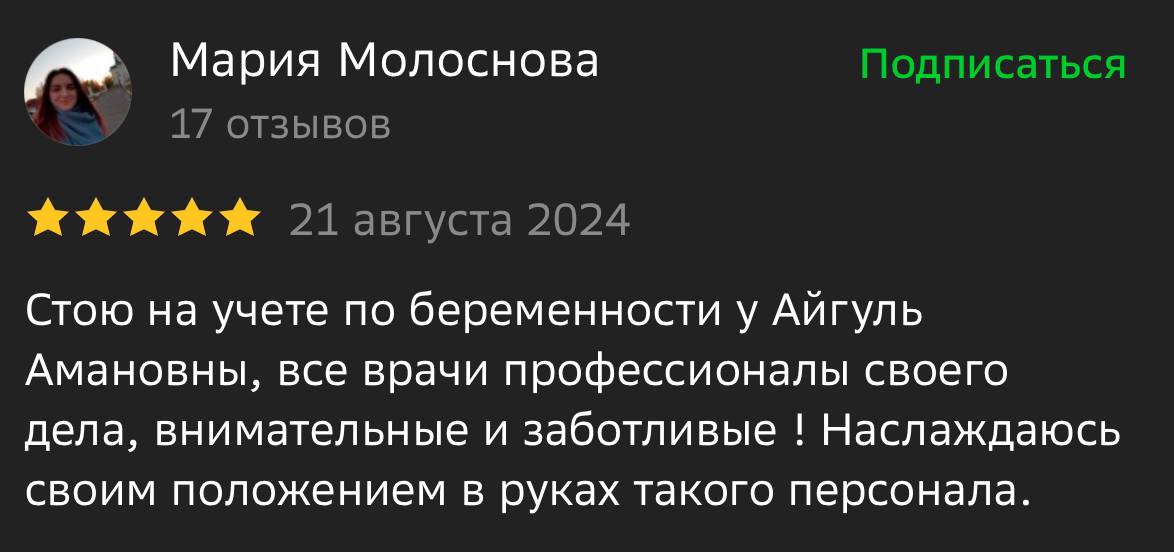 Мария Молоснова
Подписаться
17 отзывов
21 августа 2024
Стою на учете по беременности у Айгуль
Амановны, все врачи профессионалы своего
дела, внимательные и заботливые ! Наслаждаюсь
своим положением в руках такого персонала.